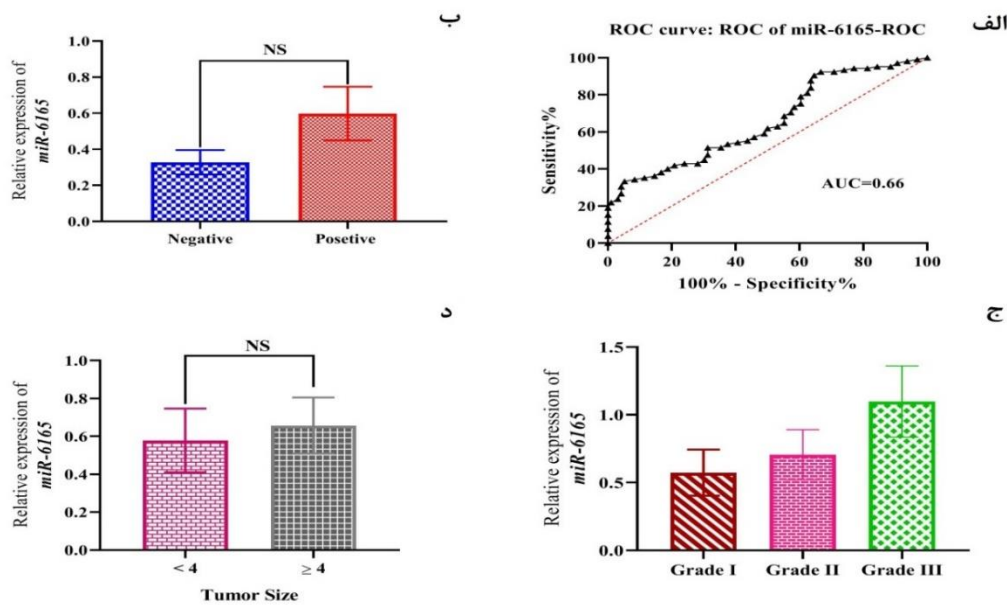 الف
ROC curve: ROC of miR-6165-ROC
Sensitivity%
100
80
60
40
20
0
AUC=0.66
0 20 40 60 80 100
100% - Specificity%
ب
Relative expression of
miR-6165
1.0
0.8
0.6
0.4
0.2
0.0
NS
Negative Posetive
ج
Relative expression of
miR-6165
1.5
1.0
0.5
0.0
Grade I Grade II Grade III
د
Relative expression of
miR-6165
1.0
0.8
0.6
0.4
0.2
0.0
NS
< 4 ≥ 4
Tumor Size